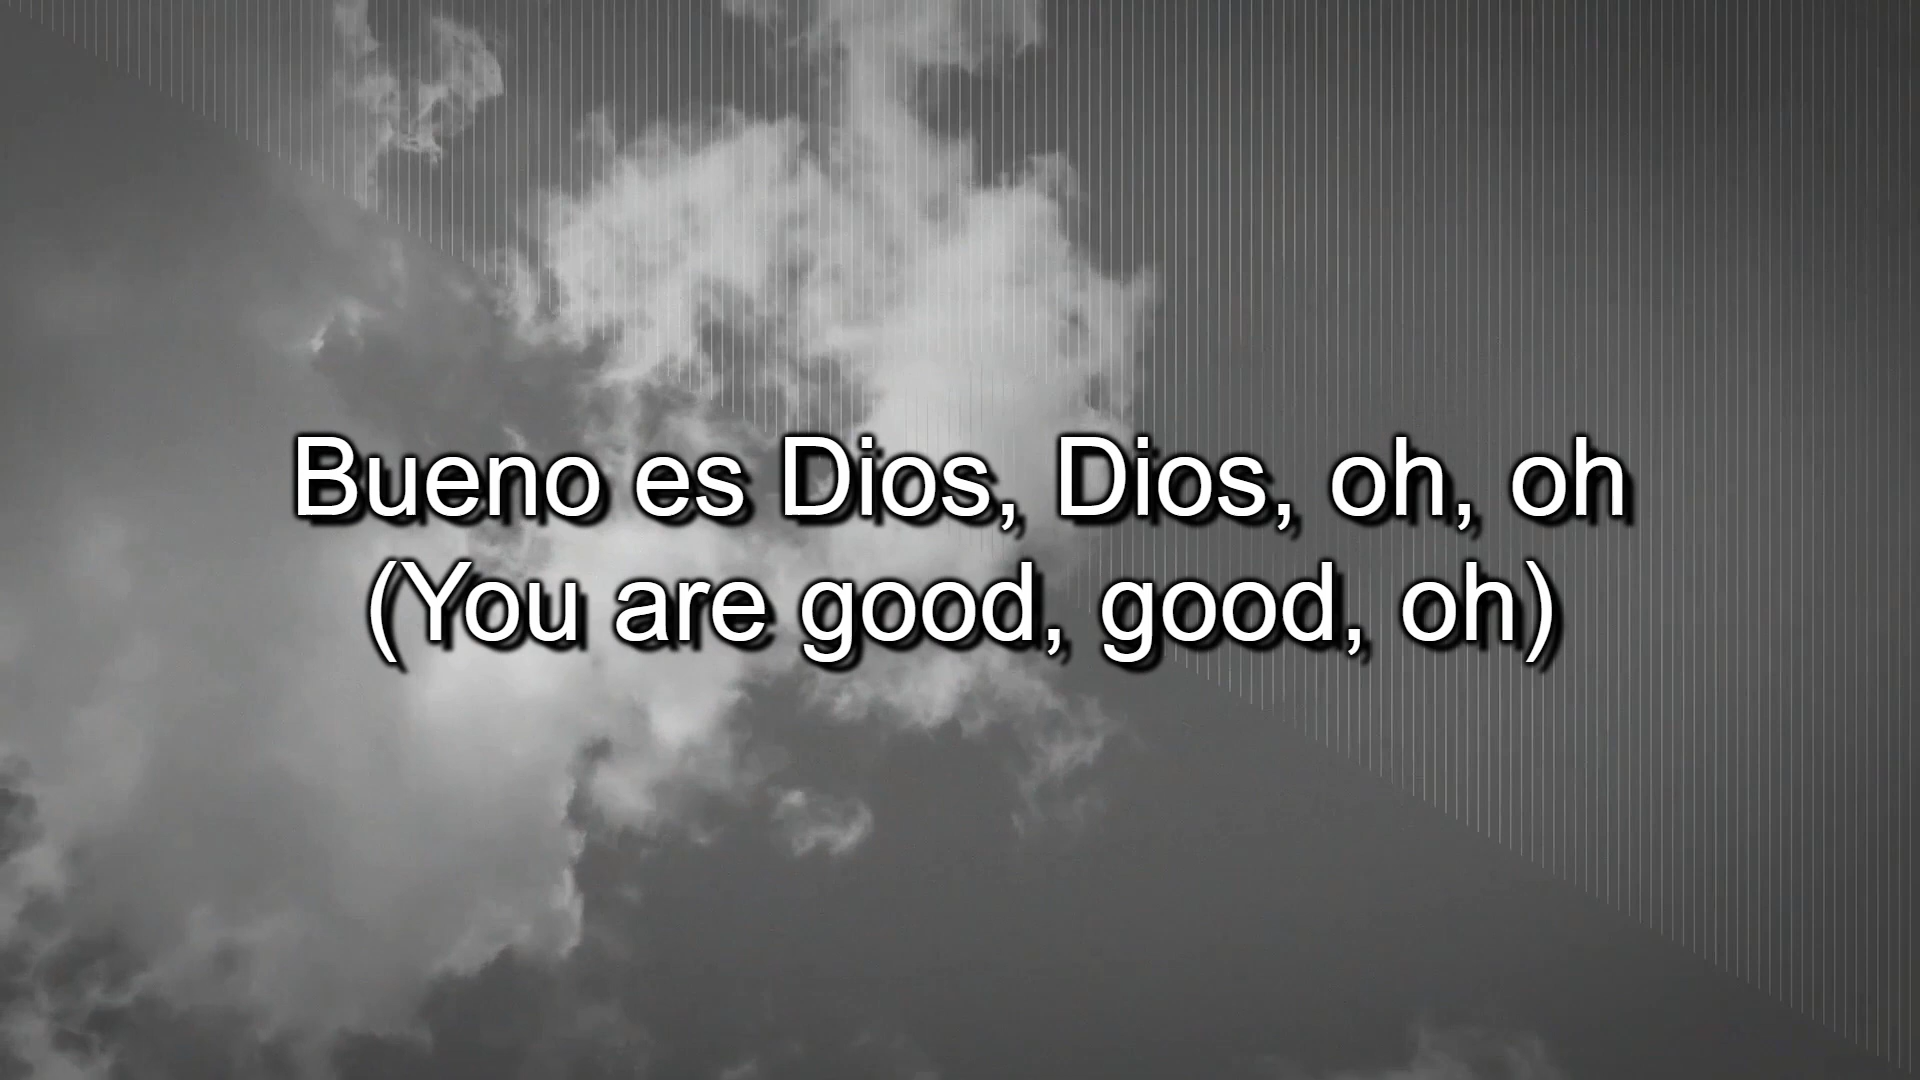 Bueno es Dios, Dios, oh, oh
(You are good, good, oh)